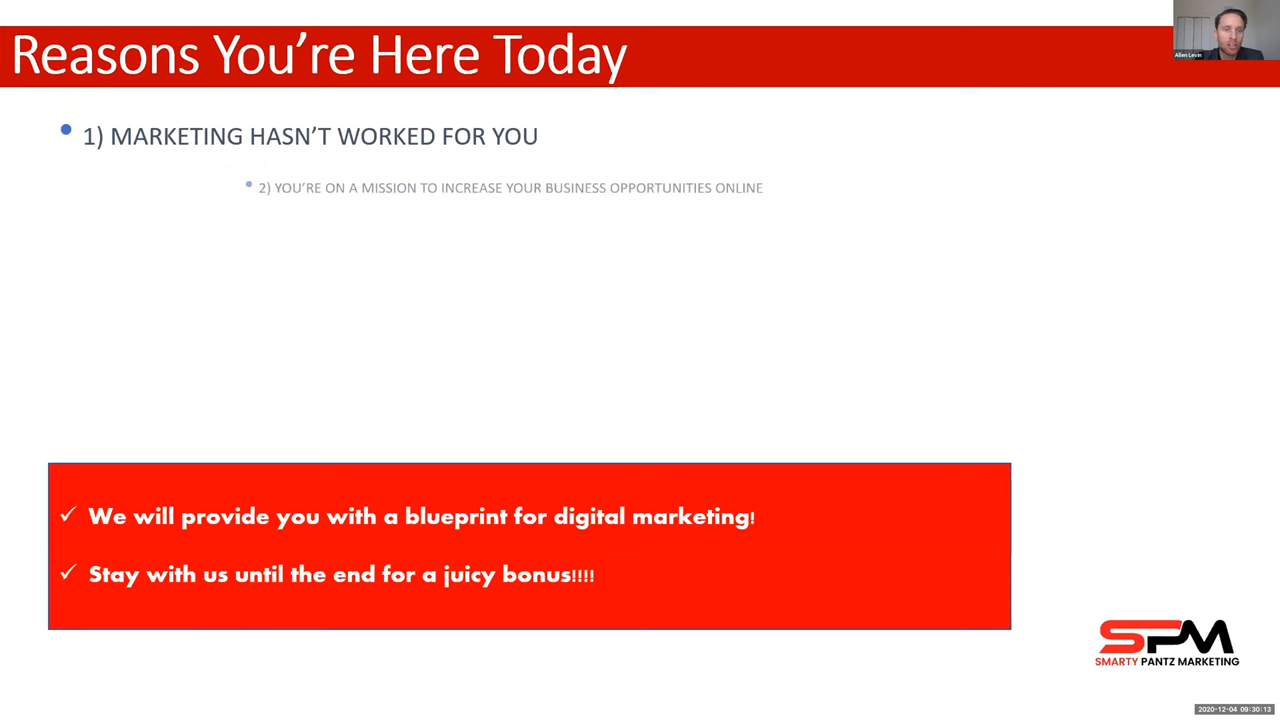 Reasons You're Here Today
Allen Levin
• 1) MARKETING HASN'T WORKED FOR YOU
• 2) YOU'RE ON A MISSION TO INCREASE YOUR BUSINESS OPPORTUNITIES ONLINE
✓ We will provide you with a blueprint for digital marketing!
✓ Stay with us until the end for a juicy bonus!!!!
SPM
SMARTY PANTZ MARKETING
2020-12-04 09:30:13